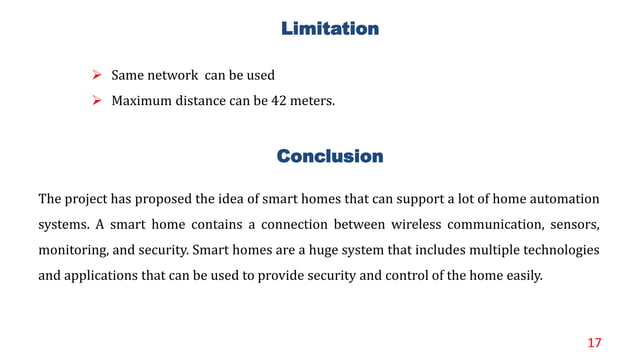 Limitation
Same network can be used
Maximum distance can be 42 meters.
Conclusion
The project has proposed the idea of smart homes that can support a lot of home automation
systems. A smart home contains a connection between wireless communication, sensors,
monitoring, and security. Smart homes are a huge system that includes multiple technologies
and applications that can be used to provide security and control of the home easily.
17